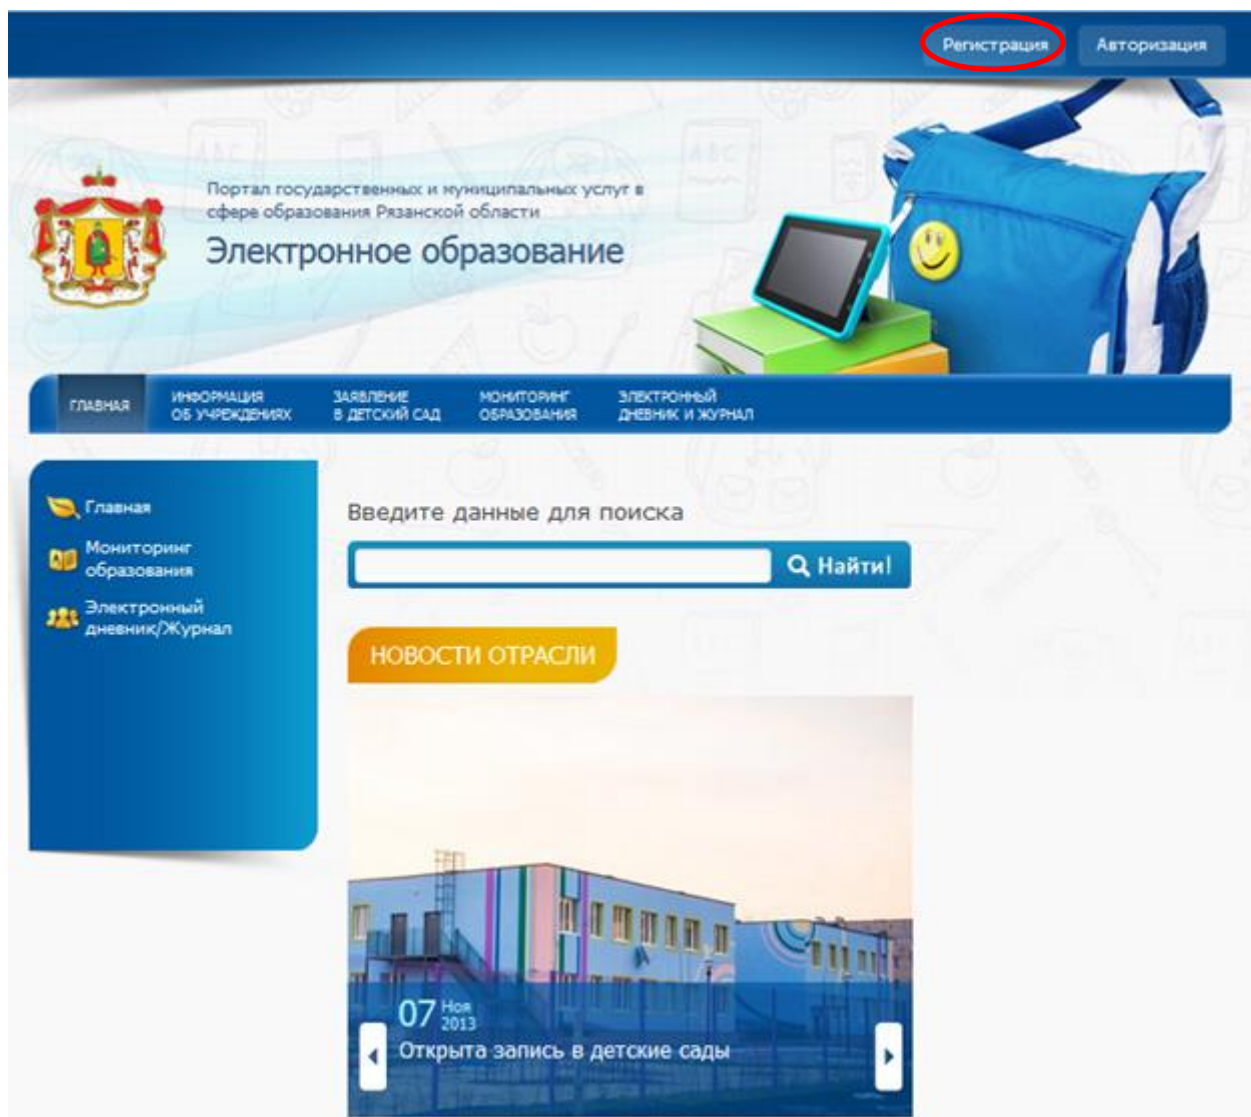 Регистрация
Авторизация
Портал государственных и муниципальных услуг в
сфере образования Рязанской области
Электронное образование
ГЛАВНАЯ
ИНФОРМАЦИЯ
ОБ УЧРЕЖДЕНИЯХ
ЗАЯВЛЕНИЕ
В ДЕТСКИЙ САД
МОНИТОРИНГ
ОБРАЗОВАНИЯ
ЭЛЕКТРОННЫЙ
ДНЕВНИК И ЖУРНАЛ
Главная
Мониторинг
образования
Электронный
дневник/Журнал
Введите данные для поиска
Найти!
НОВОСТИ ОТРАСЛИ
07 Ноя
2013
Открыта запись в детские сады